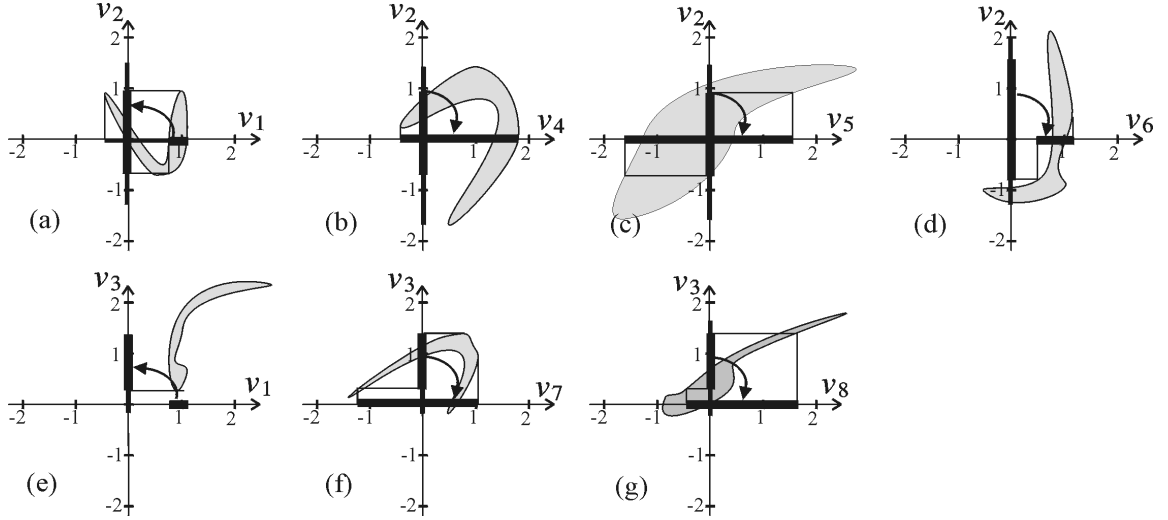 v2 v2 v2 v2
2 2 2 2
1 1 1 1
v1 v4 v5 v6
-2 -1 1 2 -2 -1 1 2 -2 -1 1 2 -2 -1 1 2
-1 -1 -1 -1
(a) (b) (c) (d)
-2 -2 -2 -2
v3 v3 v3
2 2 2
1 1 1
v1 v7 v8
-2 -1 1 2 -2 -1 1 2 -2 -1 1 2
-1 -1 -1
(e) (f) (g)
-2 -2 -2